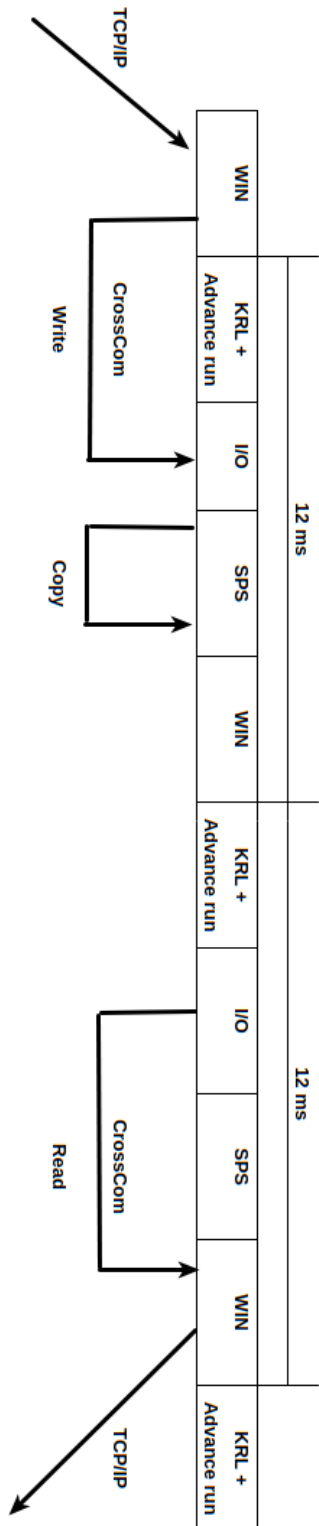 12 ms
12 ms
WIN
KRL +
Advance run
I/O
SPS
WIN
KRL +
Advance run
I/O
SPS
WIN
KRL +
Advance run
TCP/IP
CrossCom
Write
Copy
CrossCom
Read
TCP/IP